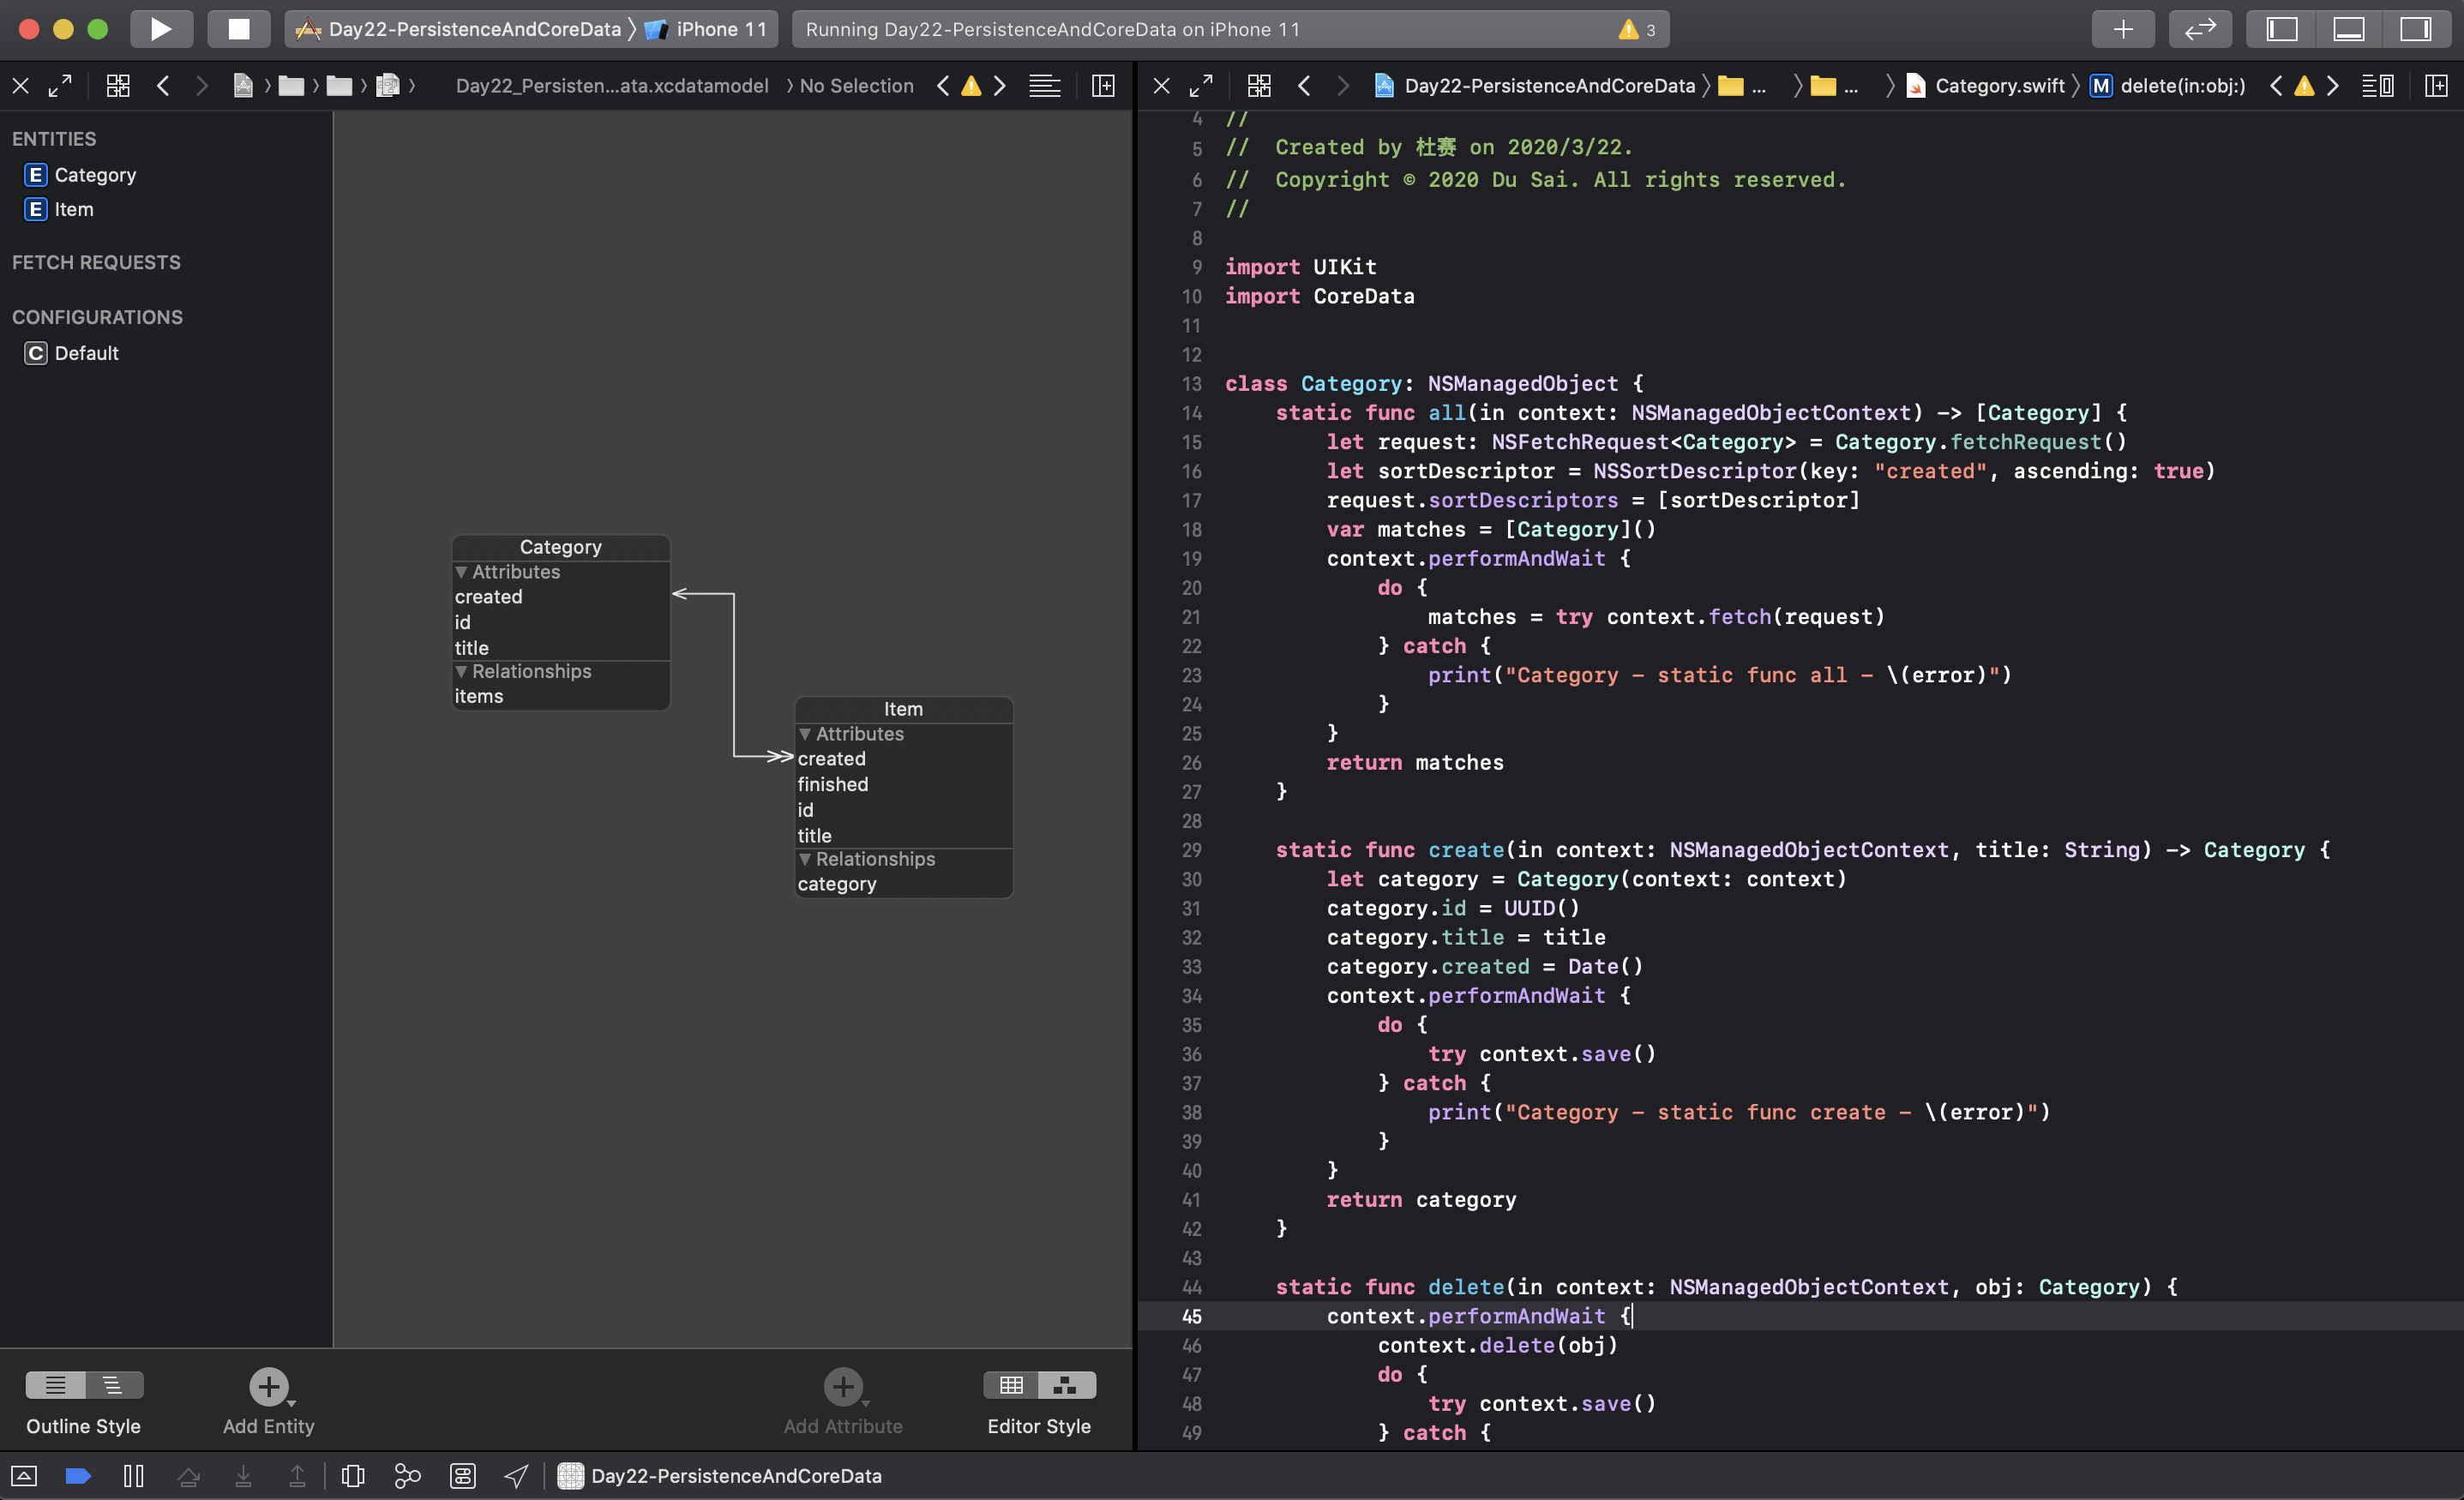 Day22-PersistenceAndCoreData 〉 iPhone 11
Running Day22-PersistenceAndCoreData on iPhone 11
3
Day22_Persisten...ata.xcdatamodel 〉 No Selection
Day22-PersistenceAndCoreData 〉 ... 〉 ... 〉 Category.swift 〉 M delete(in:obj:)
ENTITIES
E Category
E Item
FETCH REQUESTS
CONFIGURATIONS
C Default
Category
▼ Attributes
created
id
title
▼ Relationships
items
Item
▼ Attributes
created
finished
id
title
▼ Relationships
category
Outline Style
Add Entity
Add Attribute
Editor Style
4 //
5 //  Created by 杜赛 on 2020/3/22.
6 //  Copyright © 2020 Du Sai. All rights reserved.
7 //
8
9 import UIKit
10 import CoreData
11
12
13 class Category: NSManagedObject {
14     static func all(in context: NSManagedObjectContext) -> [Category] {
15         let request: NSFetchRequest<Category> = Category.fetchRequest()
16         let sortDescriptor = NSSortDescriptor(key: "created", ascending: true)
17         request.sortDescriptors = [sortDescriptor]
18         var matches = [Category]()
19         context.performAndWait {
20             do {
21                 matches = try context.fetch(request)
22             } catch {
23                 print("Category - static func all - \(error)")
24             }
25         }
26         return matches
27     }
28
29     static func create(in context: NSManagedObjectContext, title: String) -> Category {
30         let category = Category(context: context)
31         category.id = UUID()
32         category.title = title
33         category.created = Date()
34         context.performAndWait {
35             do {
36                 try context.save()
37             } catch {
38                 print("Category - static func create - \(error)")
39             }
40         }
41         return category
42     }
43
44     static func delete(in context: NSManagedObjectContext, obj: Category) {
45         context.performAndWait {
46             context.delete(obj)
47             do {
48                 try context.save()
49             } catch {
Day22-PersistenceAndCoreData